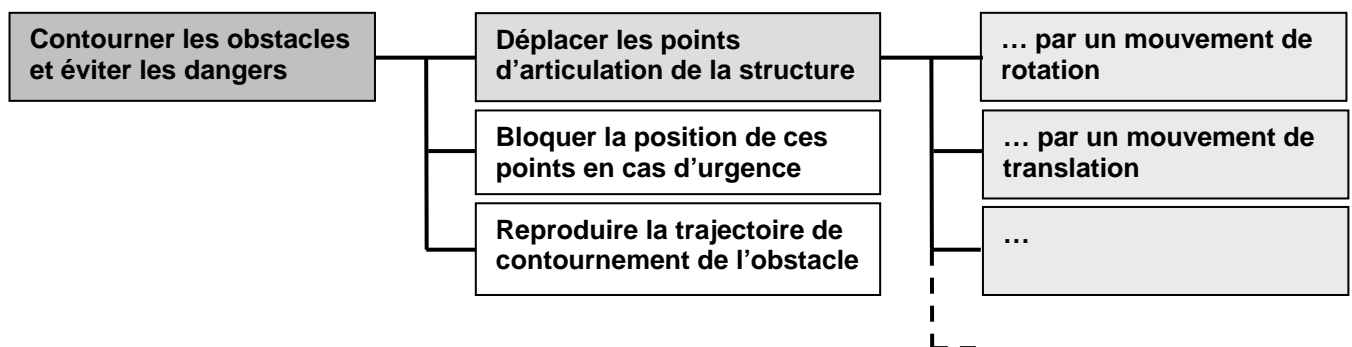 Contourner les obstacles
et éviter les dangers
Déplacer les points
d’articulation de la structure
Bloquer la position de ces
points en cas d’urgence
Reproduire la trajectoire de
contournement de l’obstacle
… par un mouvement de
rotation
… par un mouvement de
translation
…